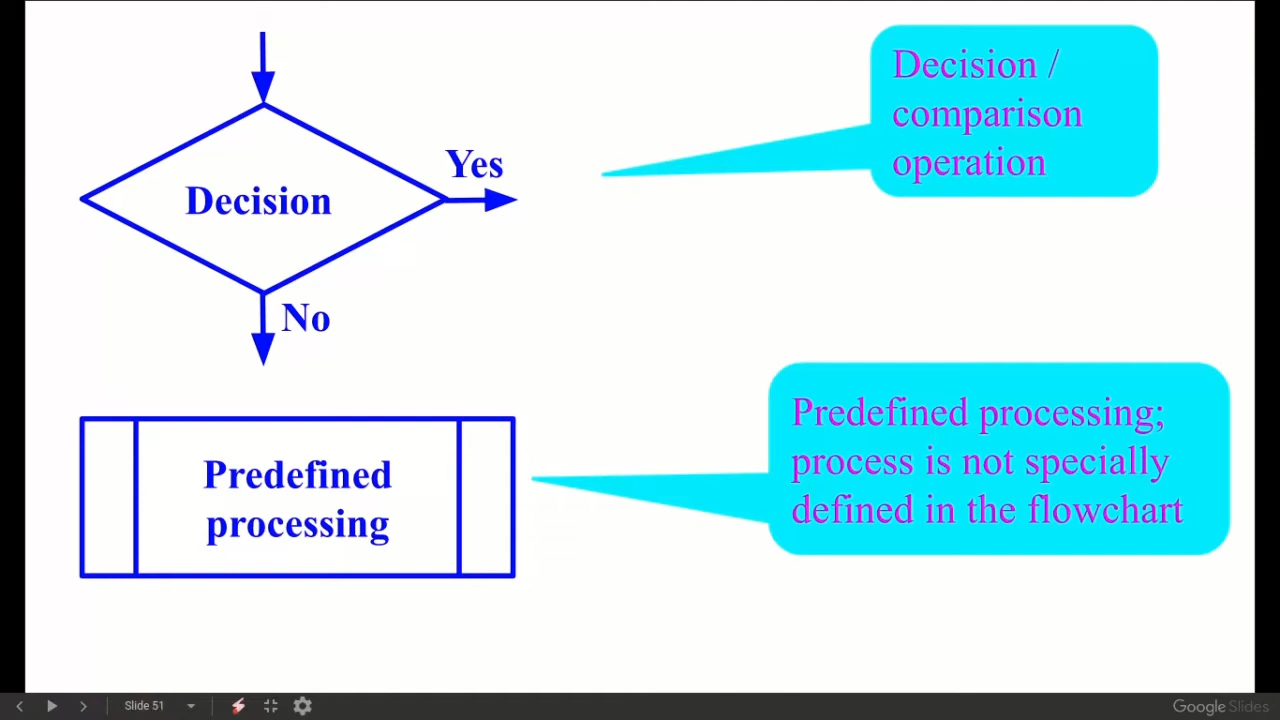 Decision /
comparison
operation
Yes
Decision
No
Predefined
processing
Predefined processing;
process is not specially
defined in the flowchart
Slide 51
Google Slides